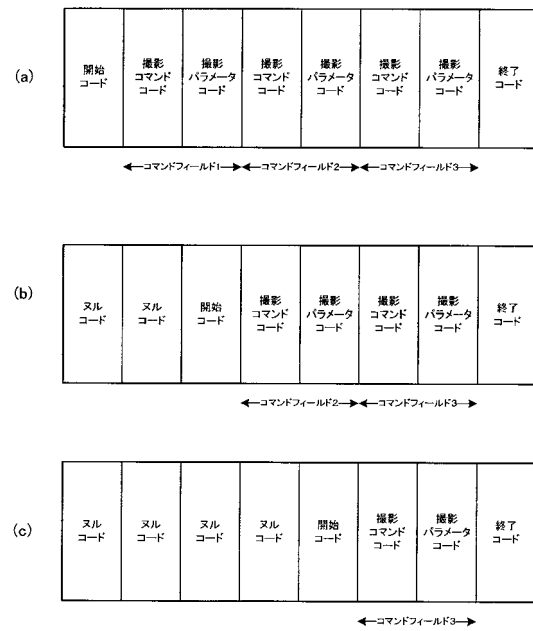 (a)
開始
コード
撮影
コマンド
コード
撮影
パラメータ
コード
撮影
コマンド
コード
撮影
パラメータ
コード
撮影
コマンド
コード
撮影
パラメータ
コード
終了
コード
コマンドフィールド1
コマンドフィールド2
コマンドフィールド3
(b)
ヌル
コード
ヌル
コード
開始
コード
撮影
コマンド
コード
撮影
パラメータ
コード
撮影
コマンド
コード
撮影
パラメータ
コード
終了
コード
コマンドフィールド2
コマンドフィールド3
(c)
ヌル
コード
ヌル
コード
ヌル
コード
ヌル
コード
開始
コード
撮影
コマンド
コード
撮影
パラメータ
コード
終了
コード
コマンドフィールド3